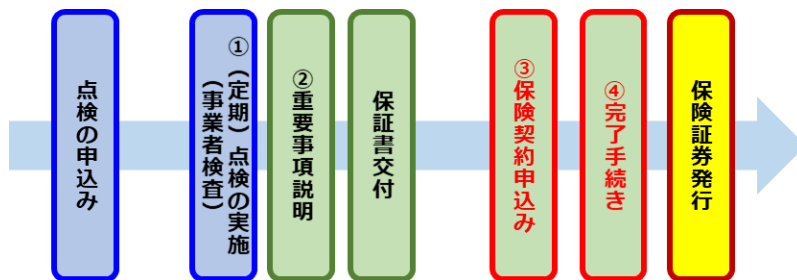 点検の申込み
①（定期）点検の実施
（事業者検査）
②重要事項説明
保証書交付
③保険契約申込み
④完了手続き
保険証券発行